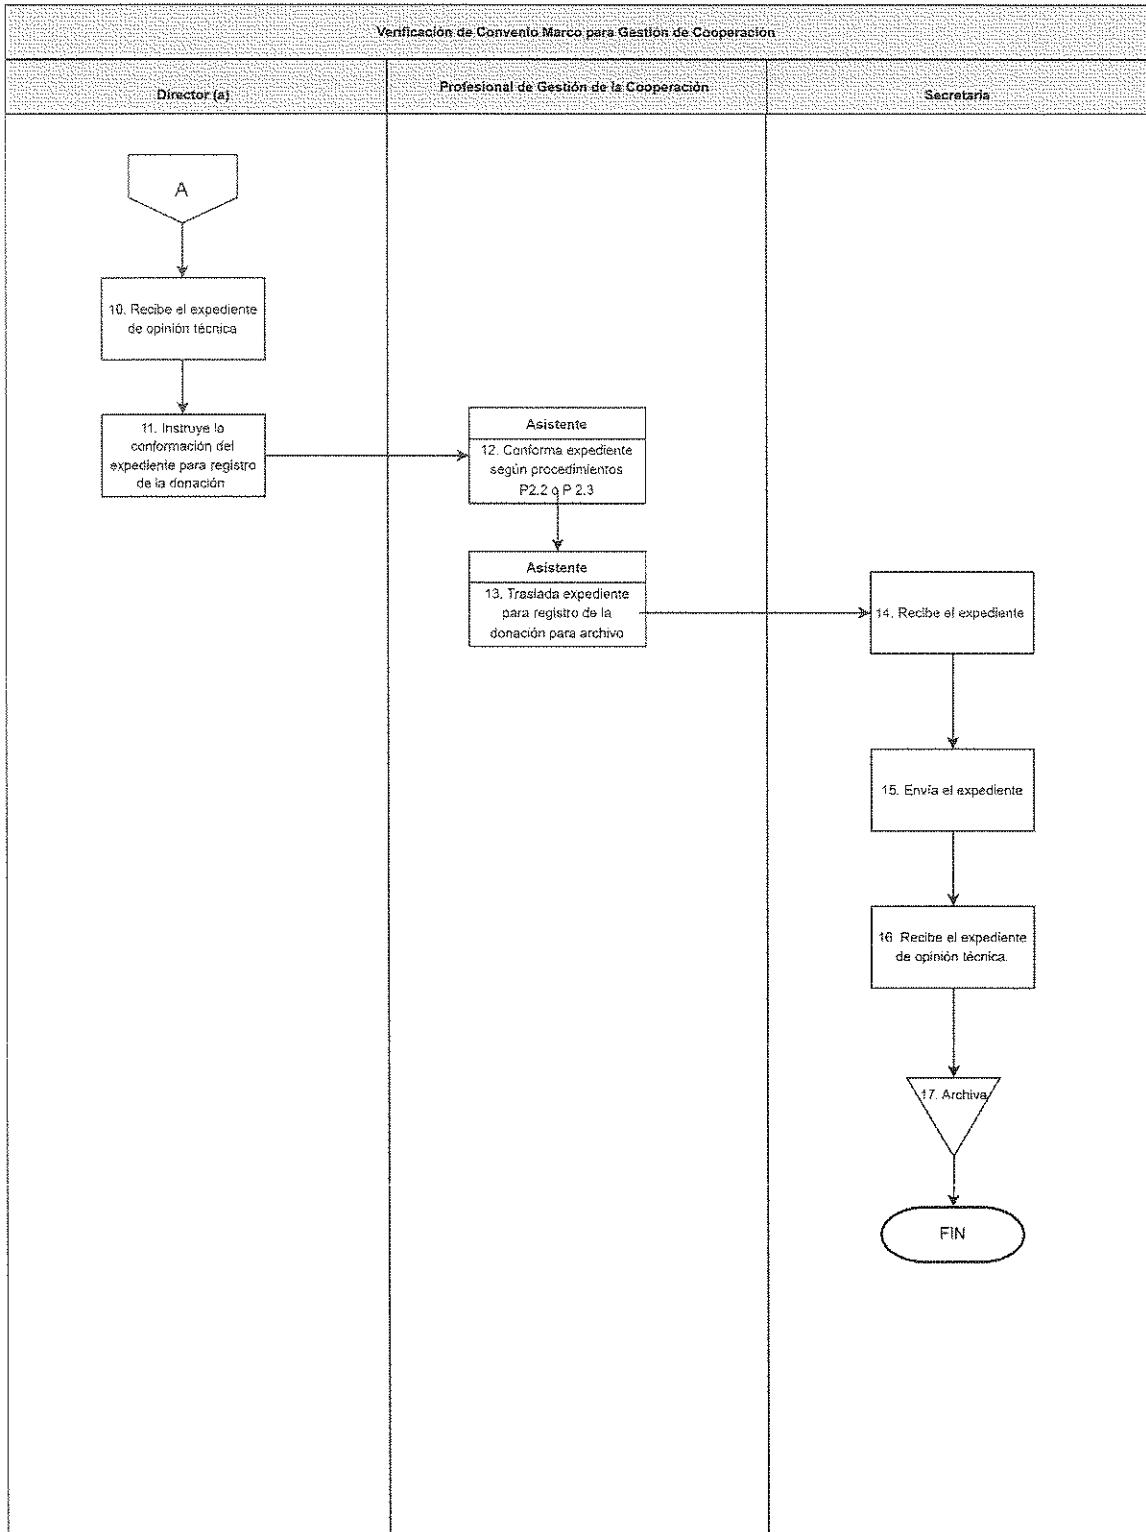 Verificación de Convenio Marco para Gestión de Cooperación
Director (a)
Profesional de Gestión de la Cooperación
Secretaria
A
10. Recibe el expediente
de opinión técnica
11. Instruye la
conformación del
expediente para registro
de la donación
Asistente
12. Conforma expediente
según procedimientos
P2.2 o P 2.3
Asistente
13. Traslada expediente
para registro de la
donación para archivo
14. Recibe el expediente
15. Envía el expediente
16. Recibe el expediente
de opinión técnica.
17. Archiva
FIN